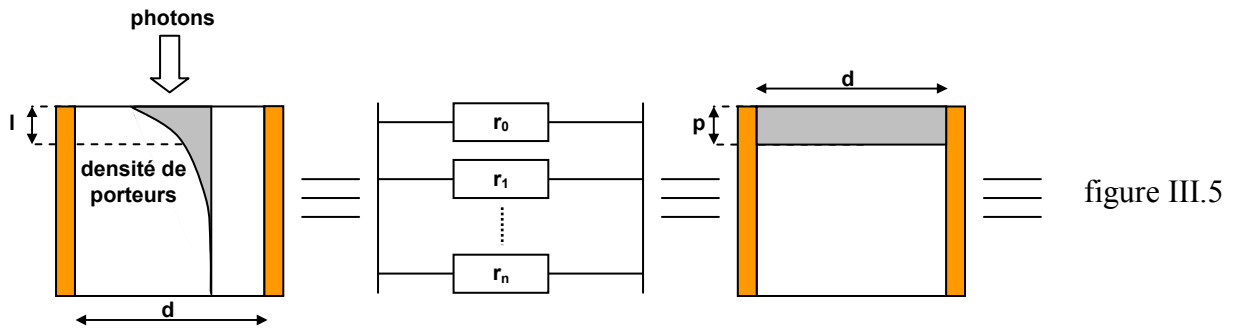 photons
l
densité de
porteurs
d
r0
r1
rn
d
p
figure III.5